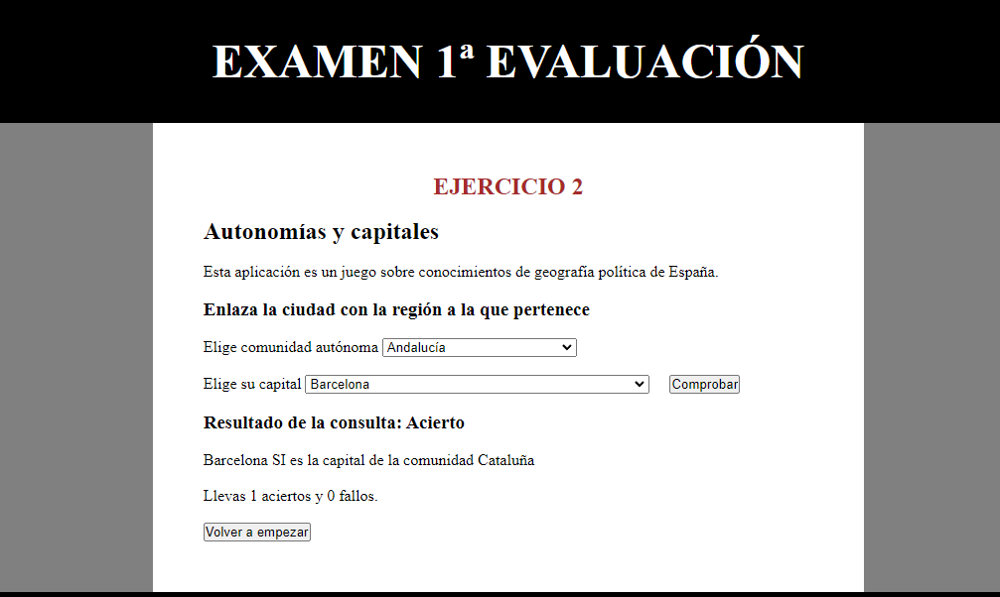 EXAMEN 1ª EVALUACIÓN
EJERCICIO 2
Autonomías y capitales
Esta aplicación es un juego sobre conocimientos de geografía política de España.
Enlaza la ciudad con la región a la que pertenece
Elige comunidad autónoma Andalucía
Elige su capital Barcelona Comprobar
Resultado de la consulta: Acierto
Barcelona SI es la capital de la comunidad Cataluña
Llevas 1 aciertos y 0 fallos.
Volver a empezar